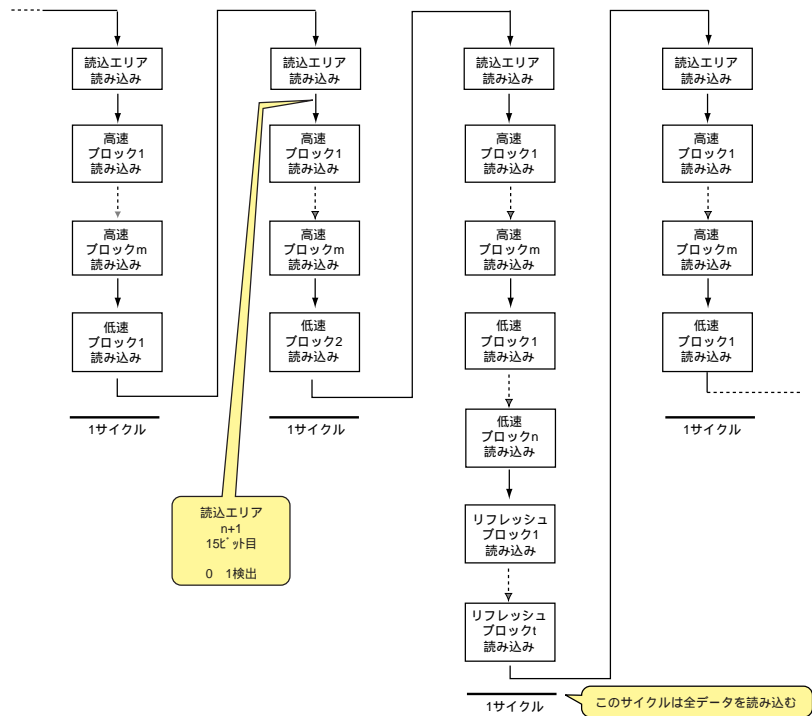 読込エリア
読み込み
高速
ブロック1
読み込み
高速
ブロックm
読み込み
低速
ブロック1
読み込み
1サイクル
読込エリア
読み込み
高速
ブロック1
読み込み
高速
ブロックm
読み込み
低速
ブロック2
読み込み
1サイクル
読込エリア
n+1
15ビット目
0 1検出
読込エリア
読み込み
高速
ブロック1
読み込み
高速
ブロックm
読み込み
低速
ブロック1
読み込み
低速
ブロックn
読み込み
リフレッシュ
ブロック1
読み込み
リフレッシュ
ブロックt
読み込み
1サイクル
このサイクルは全データを読み込む
読込エリア
読み込み
高速
ブロック1
読み込み
高速
ブロックm
読み込み
低速
ブロック1
読み込み
1サイクル